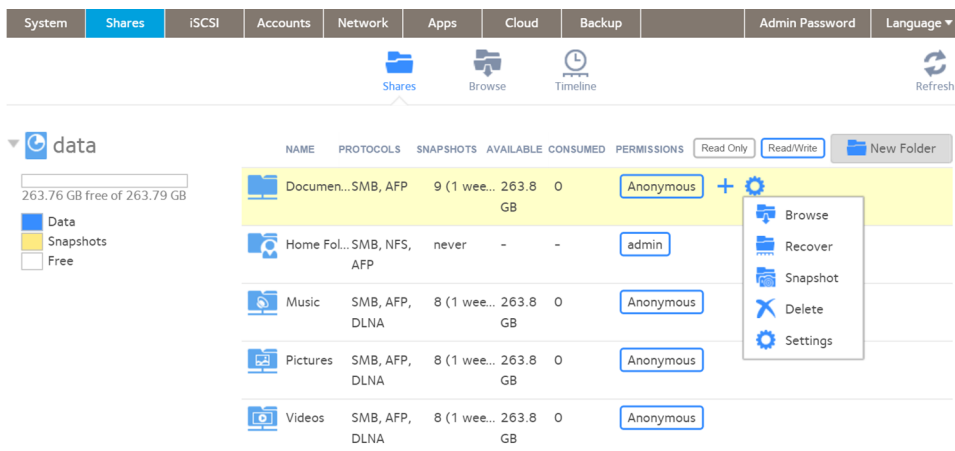 System Shares iSCSI Accounts Network Apps Cloud Backup Admin Password Language
Shares Browse Timeline Refresh
data
NAME PROTOCOLS SNAPSHOTS AVAILABLE CONSUMED PERMISSIONS Read Only Read/Write New Folder
263.76 GB free of 263.79 GB
Data
Snapshots
Free
Documen... SMB, AFP 9 (1 wee... 263.8 0 Anonymous
GB
Browse
Recover
Snapshot
Delete
Settings
Home Fol... SMB, NFS, never - - admin
AFP
Music SMB, AFP, 8 (1 wee... 263.8 0 Anonymous
DLNA GB
Pictures SMB, AFP, 8 (1 wee... 263.8 0 Anonymous
DLNA GB
Videos SMB, AFP, 8 (1 wee... 263.8 0 Anonymous
DLNA GB